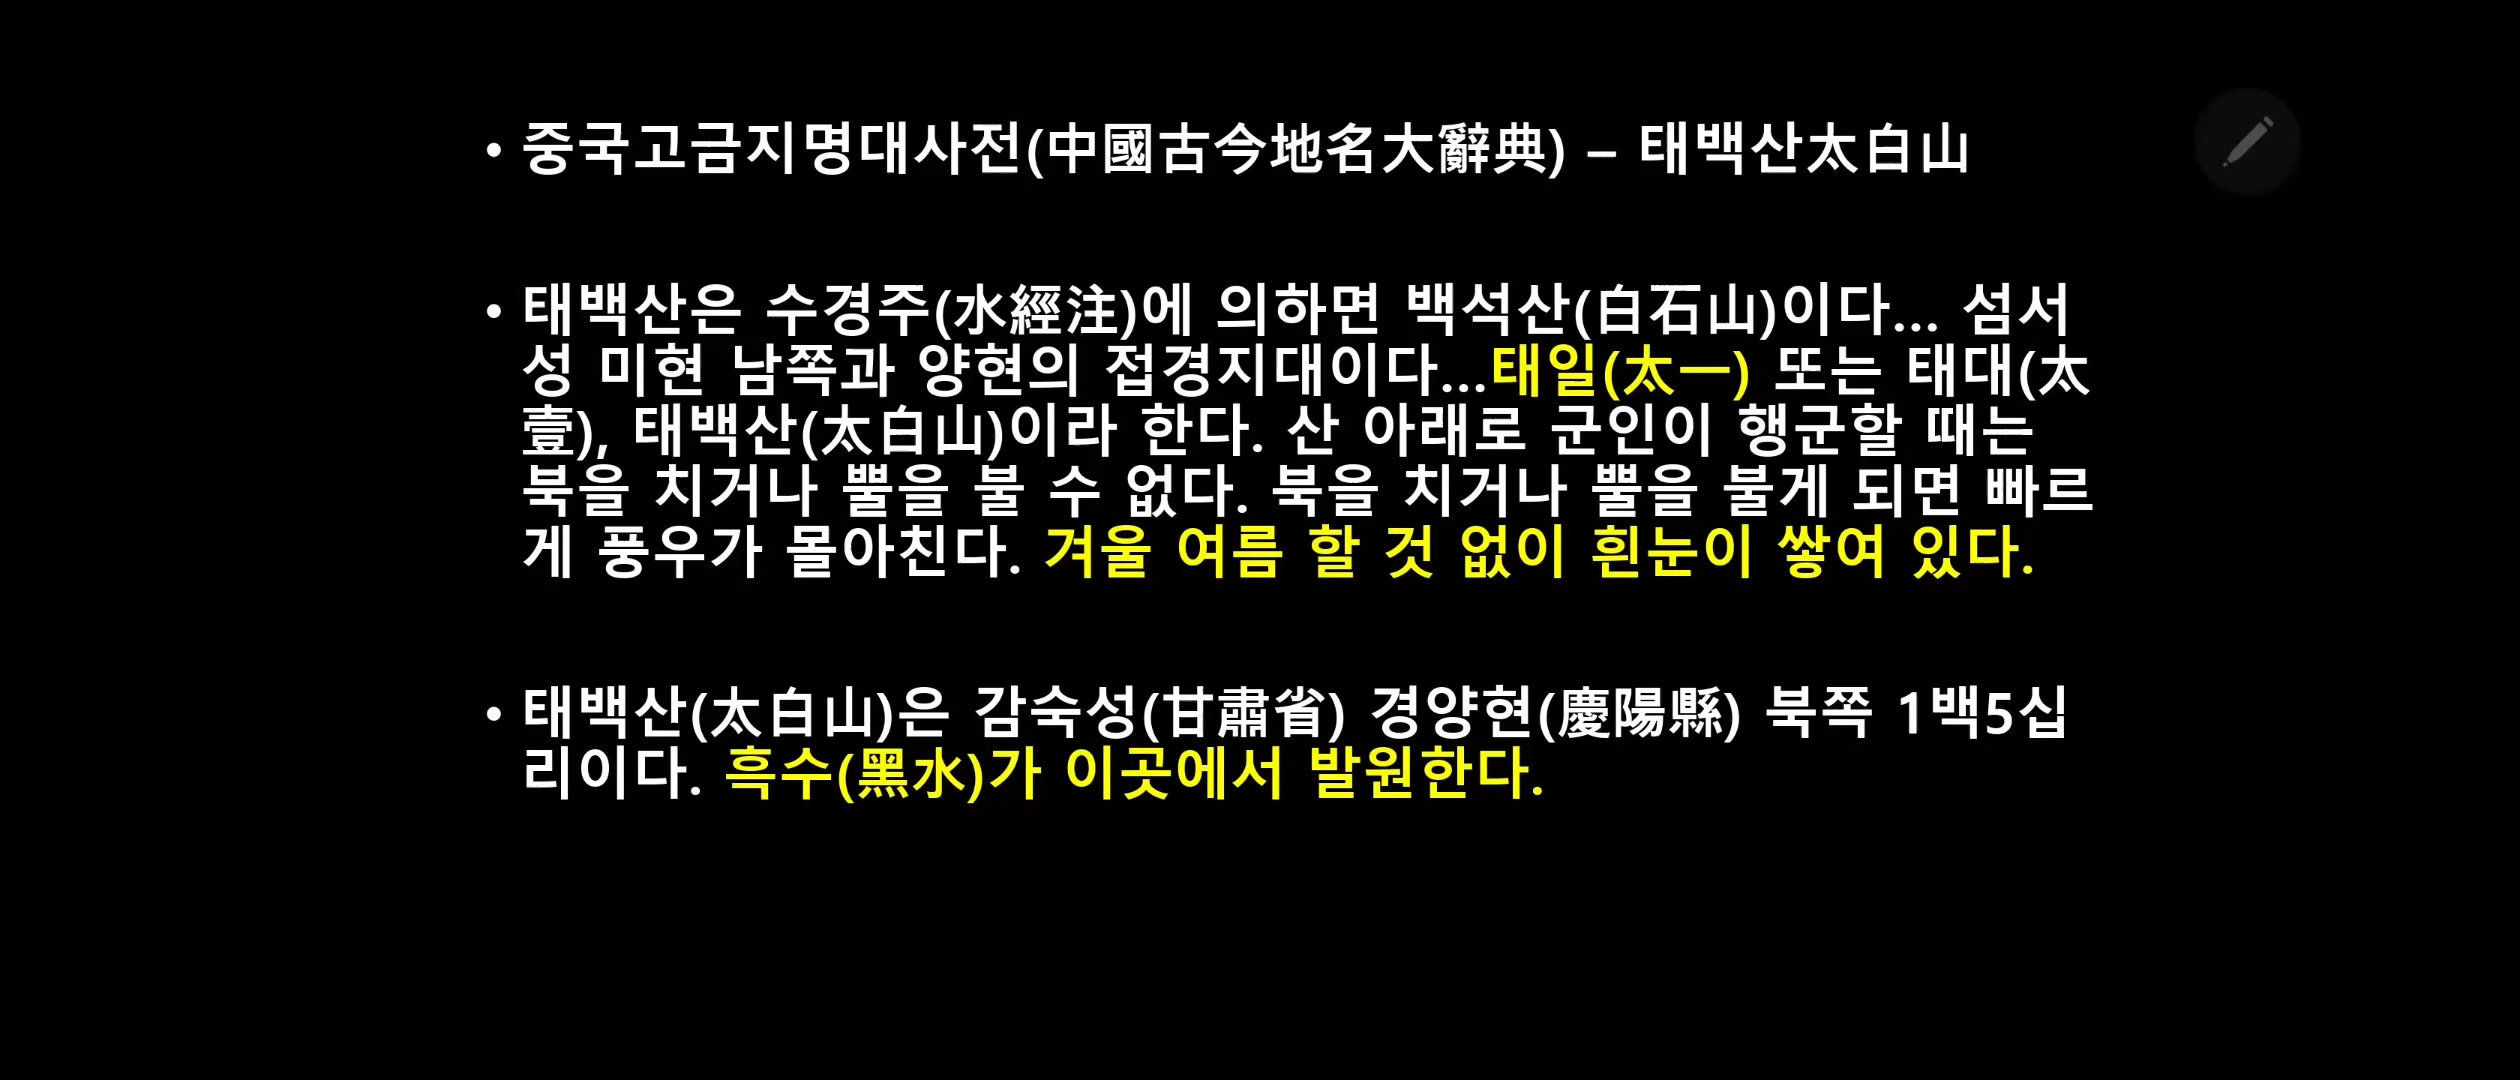 • 중국고금지명대사전(中國古今地名大辭典) – 태백산太白山
• 태백산은 수경주(水經注)에 의하면 백석산(白石山)이다... 섬서
성 미현 남쪽과 양현의 접경지대이다...태일(太一) 또는 태대(太
壹), 태백산(太白山)이라 한다. 산 아래로 군인이 행군할 때는
북을 치거나 뿔을 불 수 없다. 북을 치거나 뿔을 불게 되면 빠르
게 풍우가 몰아친다. 겨울 여름 할 것 없이 흰눈이 쌓여 있다.
• 태백산(太白山)은 감숙성(甘肅省) 경양현(慶陽縣) 북쪽 1백5십
리이다. 흑수(黑水)가 이곳에서 발원한다.